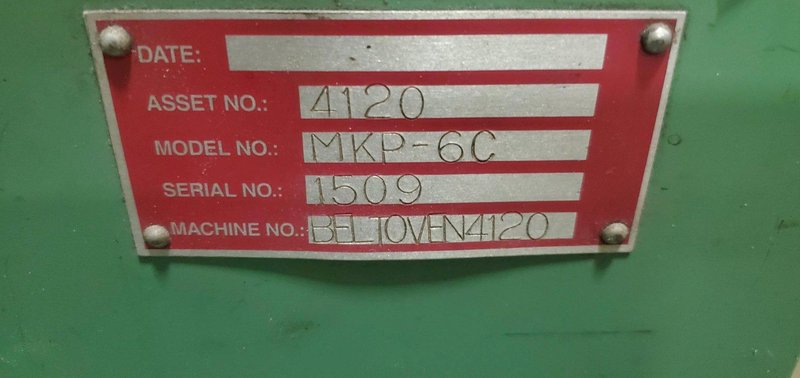 DATE:
ASSET NO.: 4120
MODEL NO.: MKP-6C
SERIAL NO.: 1509
MACHINE NO.: BELTOVEN4120